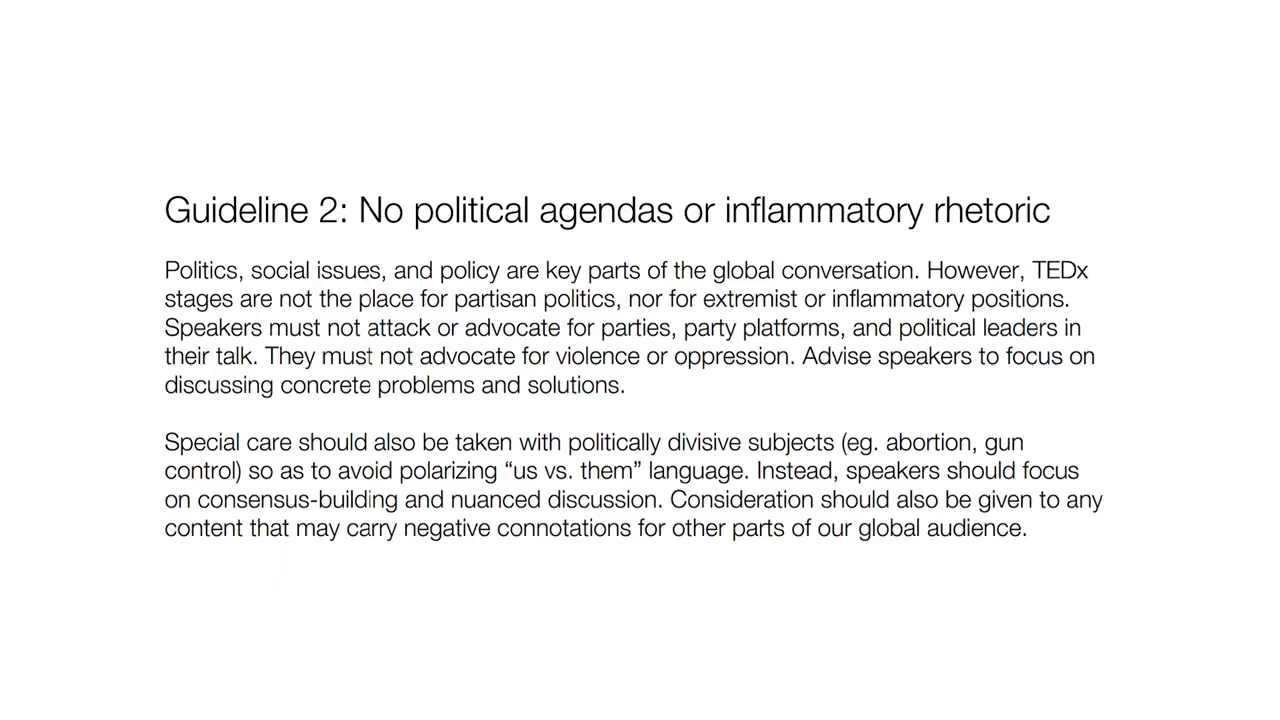 Guideline 2: No political agendas or inflammatory rhetoric
Politics, social issues, and policy are key parts of the global conversation. However, TEDx
stages are not the place for partisan politics, nor for extremist or inflammatory positions.
Speakers must not attack or advocate for parties, party platforms, and political leaders in
their talk. They must not advocate for violence or oppression. Advise speakers to focus on
discussing concrete problems and solutions.
Special care should also be taken with politically divisive subjects (eg. abortion, gun
control) so as to avoid polarizing “us vs. them” language. Instead, speakers should focus
on consensus-building and nuanced discussion. Consideration should also be given to any
content that may carry negative connotations for other parts of our global audience.